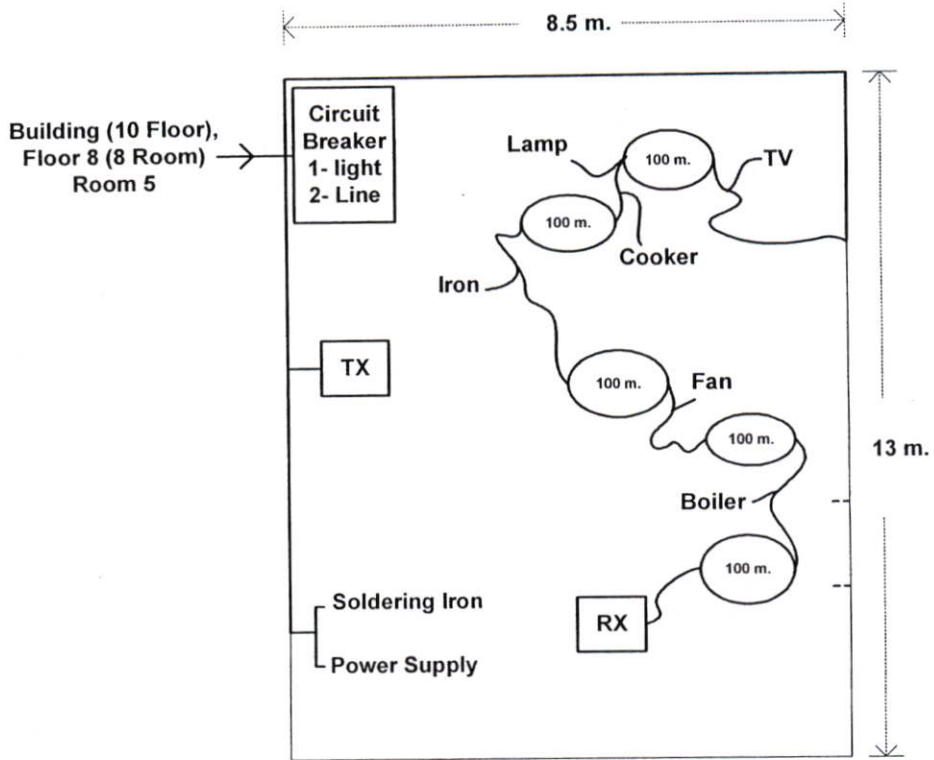 8.5 m.
Building (10 Floor),
Floor 8 (8 Room)
Room 5
Circuit
Breaker
1- light
2- Line
Lamp
100 m.
TV
100 m.
Cooker
Iron
TX
100 m.
Fan
100 m.
13 m.
Boiler
100 m.
Soldering Iron
RX
Power Supply